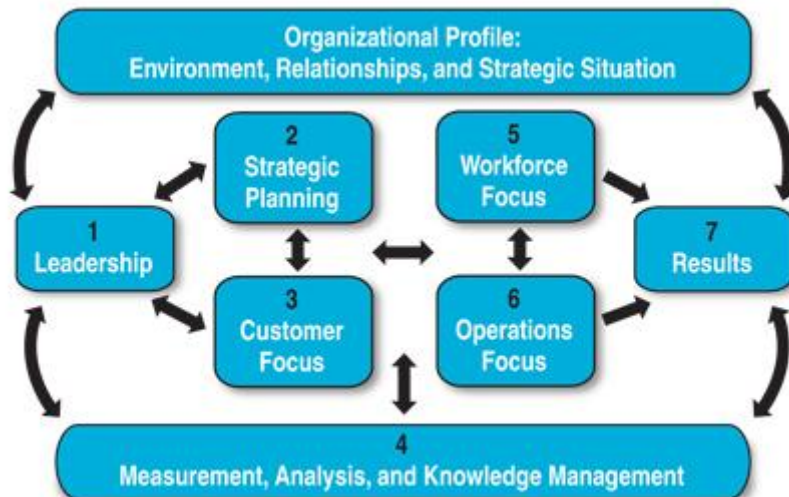 Organizational Profile:
Environment, Relationships, and Strategic Situation
2
Strategic
Planning
5
Workforce
Focus
1
Leadership
7
Results
3
Customer
Focus
6
Operations
Focus
4
Measurement, Analysis, and Knowledge Management